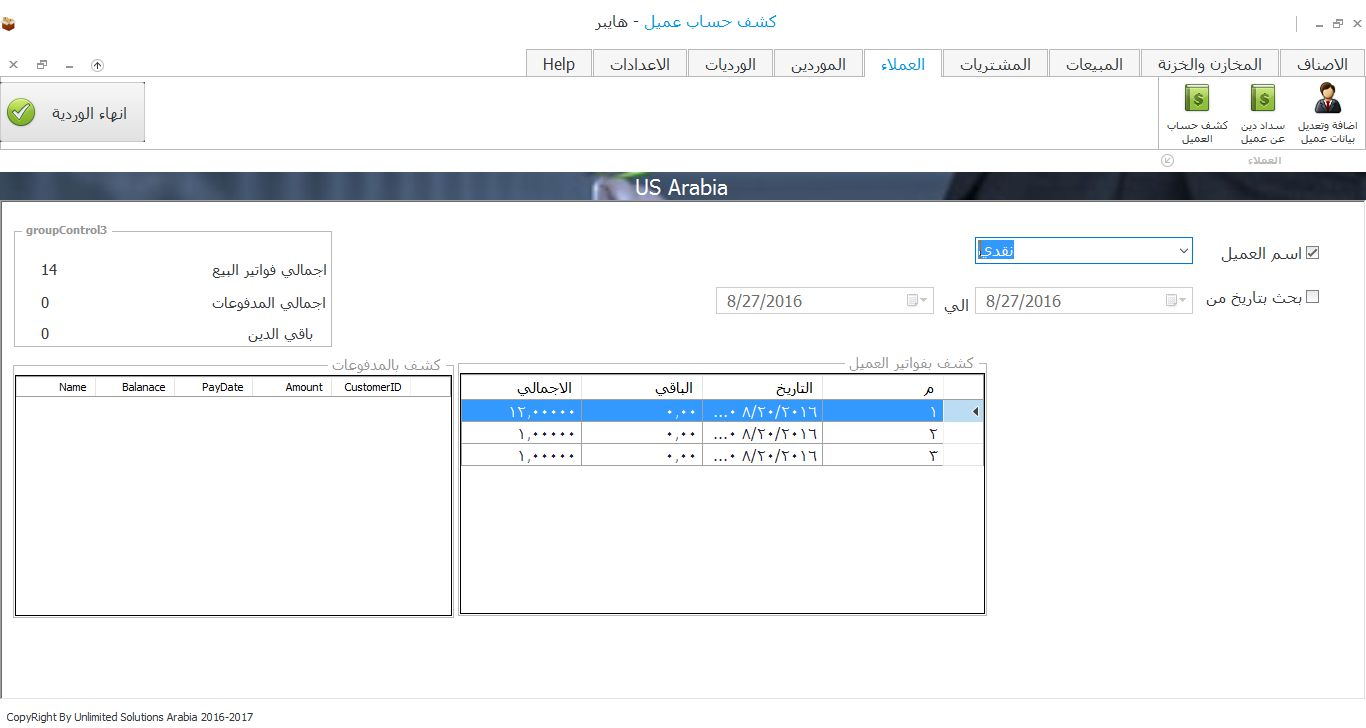 كشف حساب عميل - هايبر
الاصناف
المخازن والخزنة
المبيعات
المشتريات
العملاء
الموردين
الورديات
الاعدادات
Help
اضافة وتعديل
بيانات عميل
سداد دين
عن عميل
كشف حساب
العميل
العملاء
انهاء الوردية
US Arabia
اسم العميل
نقدي
بحث بتاريخ من
8/27/2016
الي
8/27/2016
groupControl3
اجمالي فواتير البيع 14
اجمالي المدفوعات 0
باقي الدين 0
كشف بفواتير العميل
م التاريخ الباقي الاجمالي
١ ٨/٢٠/٢٠١٦ ٠... ٠,٠٠ ١٢,٠٠٠٠٠
٢ ٨/٢٠/٢٠١٦ ٠... ٠,٠٠ ١,٠٠٠٠٠
٣ ٨/٢٠/٢٠١٦ ٠... ٠,٠٠ ١,٠٠٠٠٠
كشف بالمدفوعات
Name Balanace PayDate Amount CustomerID
CopyRight By Unlimited Solutions Arabia 2016-2017